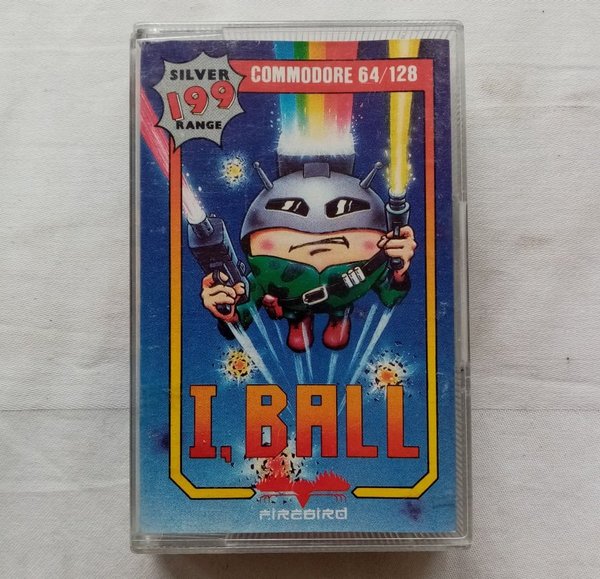 SILVER
199
RANGE
COMMODORE 64/128
I, BALL
FIREBIRD